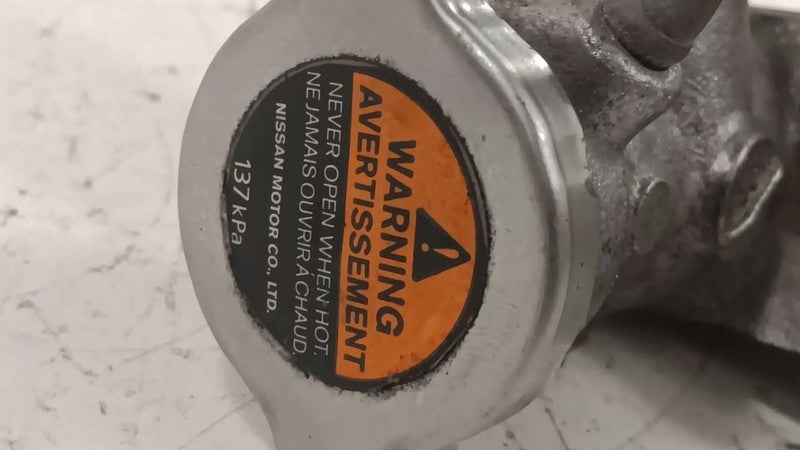 WARNING
AVERTISSEMENT
NEVER OPEN WHEN HOT.
NE JAMAIS OUVRIR À CHAUD.
NISSAN MOTOR CO., LTD.
137 kPa